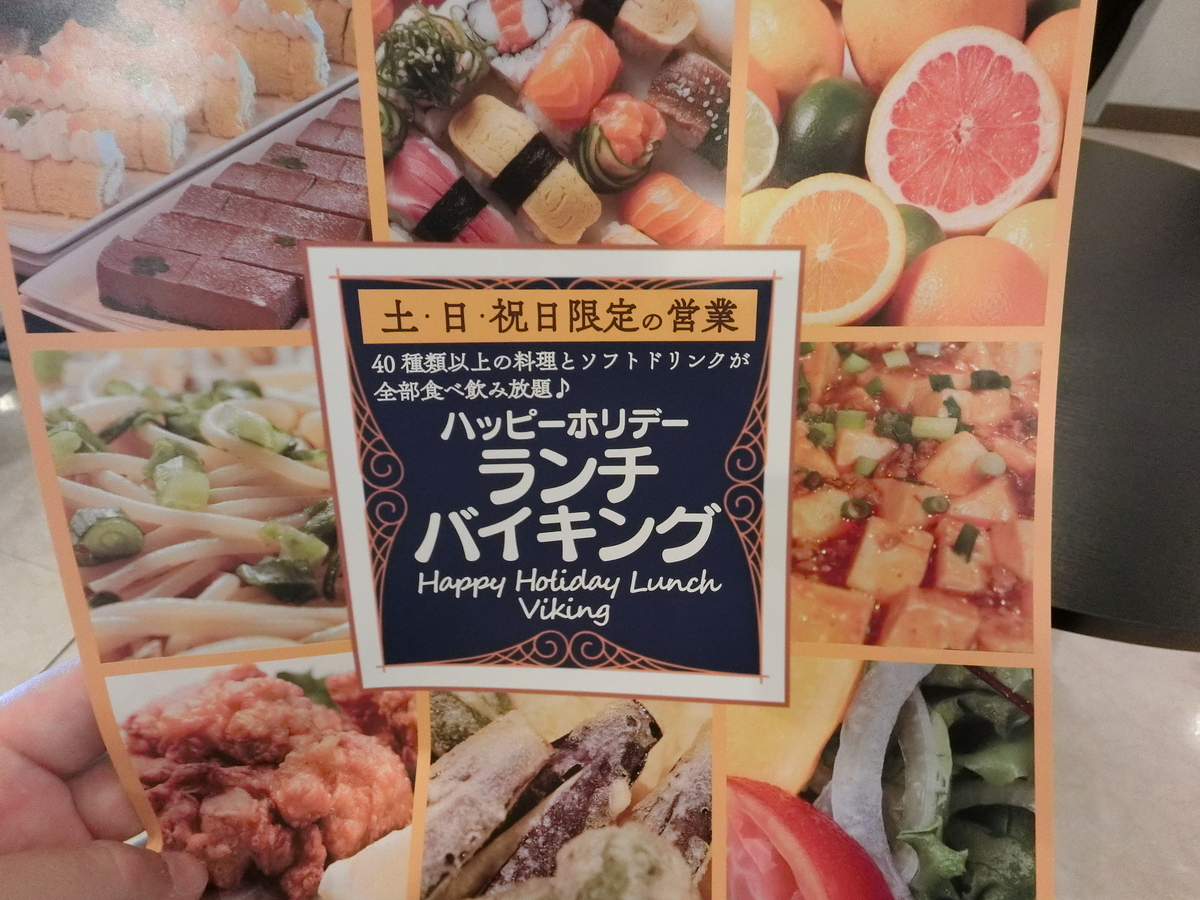 土・日・祝日限定の営業
40種類以上の料理とソフトドリンクが
全部食べ飲み放題♪
ハッピーホリデー
ランチ
バイキング
Happy Holiday Lunch
Viking